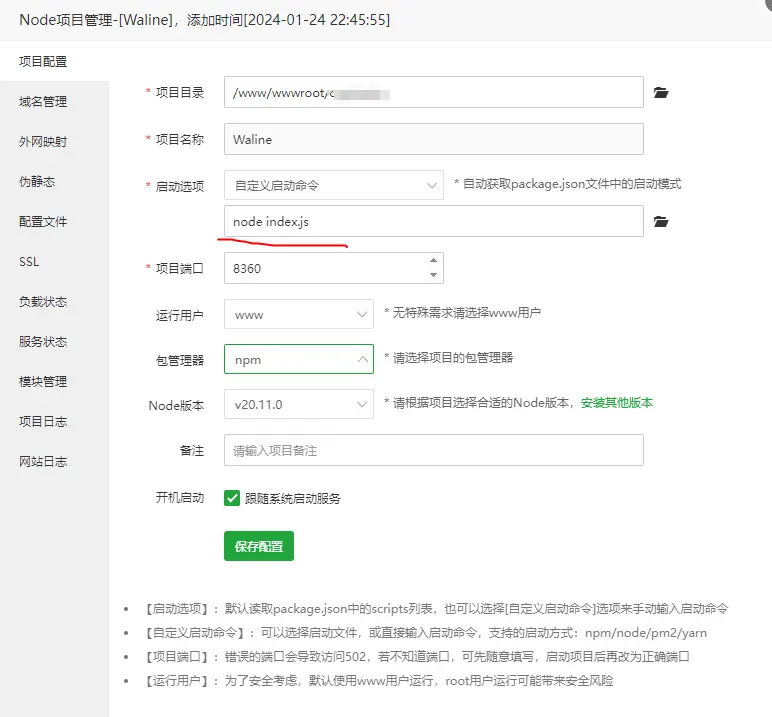 Node项目管理-[Waline]，添加时间[2024-01-24 22:45:55]
项目配置
域名管理
外网映射
伪静态
配置文件
SSL
负载状态
服务状态
模块管理
项目日志
网站日志
* 项目目录 /www/wwwroot/
* 项目名称 Waline
* 启动选项 自定义启动命令 * 自动获取package.json文件中的启动模式
node index.js
* 项目端口 8360
运行用户 www * 无特殊需求请选择www用户
包管理器 npm * 请选择项目的包管理器
Node版本 v20.11.0 * 请根据项目选择合适的Node版本，安装其他版本
备注 请输入项目备注
开机启动 跟随系统启动服务
保存配置
• 【启动选项】：默认读取package.json中的scripts列表，也可以选择[自定义启动命令]选项来手动输入启动命令
• 【自定义启动命令】：可以选择启动文件，或直接输入启动命令，支持的启动方式：npm/node/pm2/yarn
• 【项目端口】：错误的端口会导致访问502，若不知道端口，可先随意填写，启动项目后再改为正确端口
• 【运行用户】：为了安全考虑，默认使用www用户运行，root用户运行可能带来安全风险